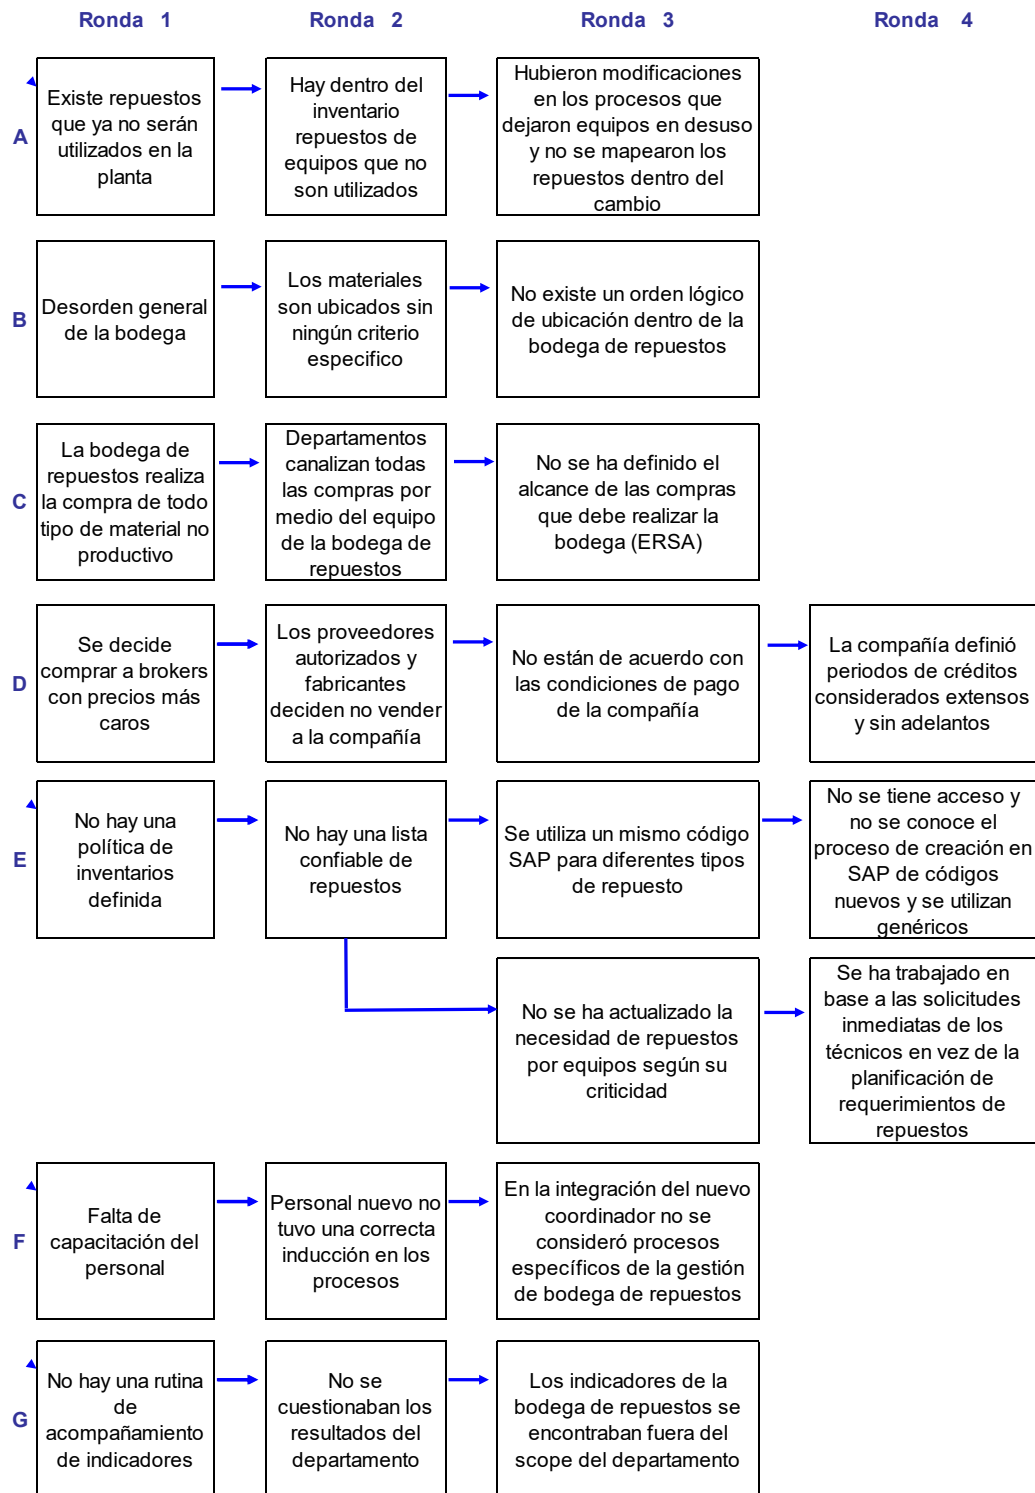 Ronda 1
Ronda 2
Ronda 3
Ronda 4
A
Existe repuestos
que ya no serán
utilizados en la
planta
Hay dentro del
inventario
repuestos de
equipos que no
son utilizados
Hubieron modificaciones
en los procesos que
dejaron equipos en desuso
y no se mapearon los
repuestos dentro del
cambio
B
Desorden general
de la bodega
Los materiales
son ubicados sin
ningún criterio
especifico
No existe un orden lógico
de ubicación dentro de la
bodega de repuestos
C
La bodega de
repuestos realiza
la compra de todo
tipo de material no
productivo
Departamentos
canalizan todas
las compras por
medio del equipo
de la bodega de
repuestos
No se ha definido el
alcance de las compras
que debe realizar la
bodega (ERSA)
D
Se decide
comprar a brokers
con precios más
caros
Los proveedores
autorizados y
fabricantes
deciden no vender
a la compañía
No están de acuerdo con
las condiciones de pago
de la compañía
La compañía definió
periodos de créditos
considerados extensos
y sin adelantos
E
No hay una
política de
inventarios
definida
No hay una lista
confiable de
repuestos
Se utiliza un mismo código
SAP para diferentes tipos
de repuesto
No se tiene acceso y
no se conoce el
proceso de creación en
SAP de códigos
nuevos y se utilizan
genéricos
No se ha actualizado la
necesidad de repuestos
por equipos según su
criticidad
Se ha trabajado en
base a las solicitudes
inmediatas de los
técnicos en vez de la
planificación de
requerimientos de
repuestos
F
Falta de
capacitación del
personal
Personal nuevo no
tuvo una correcta
inducción en los
procesos
En la integración del nuevo
coordinador no se
consideró procesos
específicos de la gestión
de bodega de repuestos
G
No hay una rutina
de
acompañamiento
de indicadores
No se
cuestionaban los
resultados del
departamento
Los indicadores de la
bodega de repuestos se
encontraban fuera del
scope del departamento